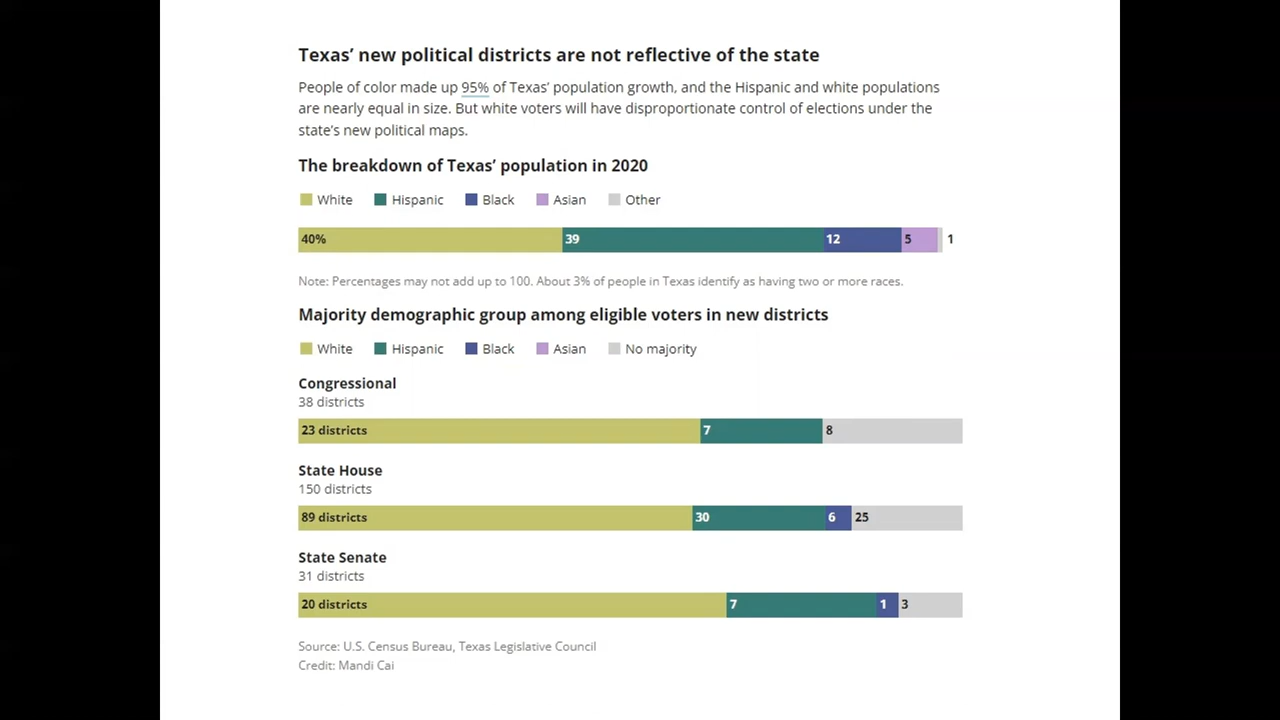 Texas’ new political districts are not reflective of the state
People of color made up 95% of Texas’ population growth, and the Hispanic and white populations
are nearly equal in size. But white voters will have disproportionate control of elections under the
state’s new political maps.
The breakdown of Texas’ population in 2020
White Hispanic Black Asian Other
40% 39 12 5 1
Note: Percentages may not add up to 100. About 3% of people in Texas identify as having two or more races.
Majority demographic group among eligible voters in new districts
White Hispanic Black Asian No majority
Congressional
38 districts
23 districts 7 8
State House
150 districts
89 districts 30 6 25
State Senate
31 districts
20 districts 7 1 3
Source: U.S. Census Bureau, Texas Legislative Council
Credit: Mandi Cai